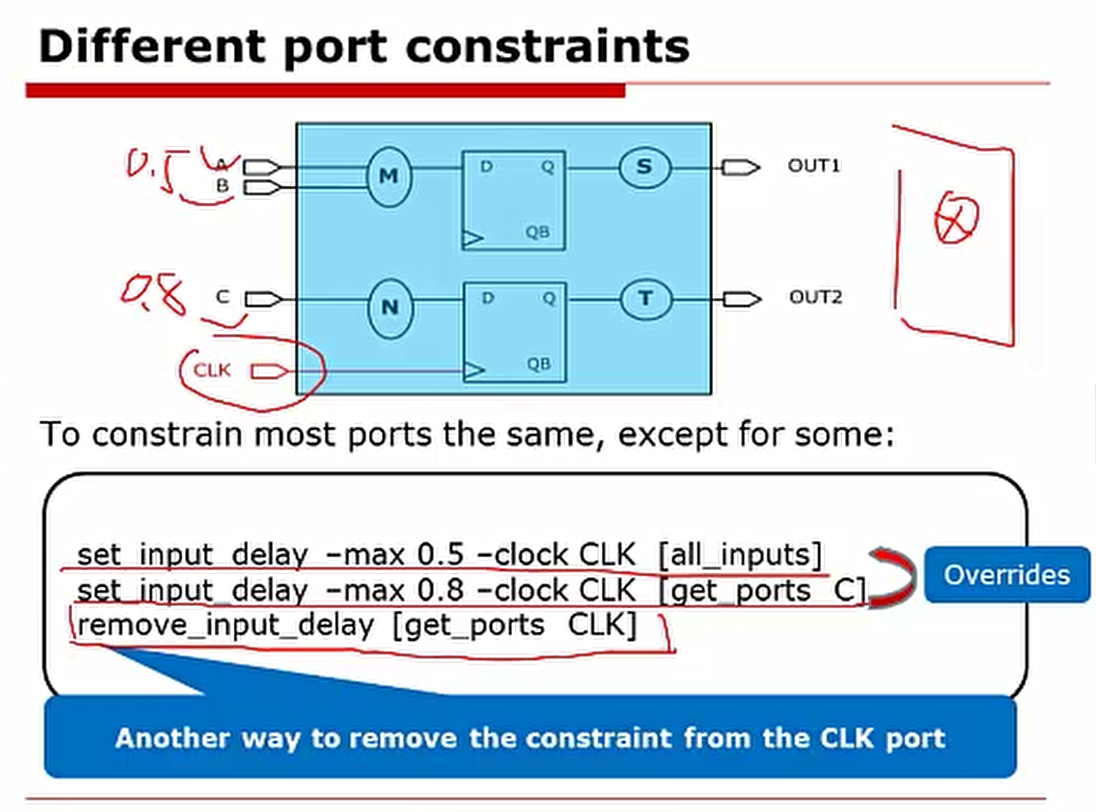 Different port constraints
0.5 A
B
M
D Q
QB
S
OUT1
0.8 C
N
D Q
QB
T
OUT2
CLK
To constrain most ports the same, except for some:
set_input_delay –max 0.5 –clock CLK [all_inputs]
set_input_delay –max 0.8 –clock CLK [get_ports C]
Overrides
remove_input_delay [get_ports CLK]
Another way to remove the constraint from the CLK port